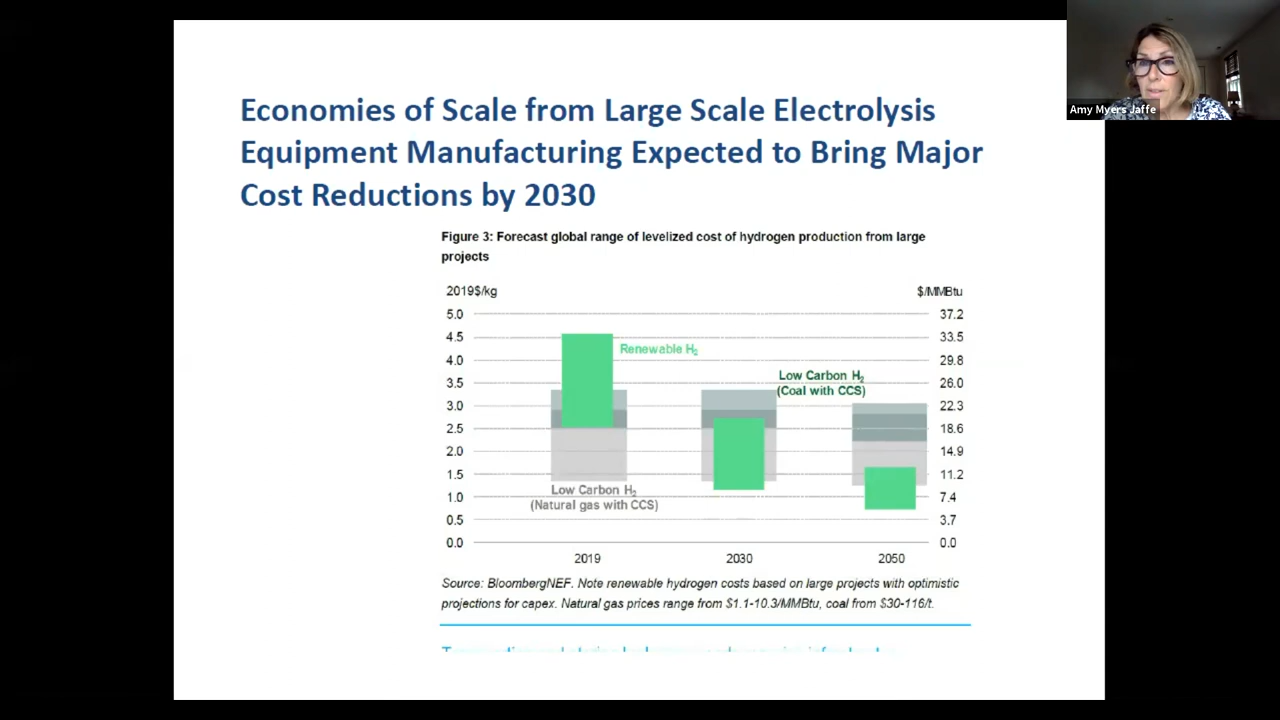 Amy Myers Jaffe
Economies of Scale from Large Scale Electrolysis
Equipment Manufacturing Expected to Bring Major
Cost Reductions by 2030
Figure 3: Forecast global range of levelized cost of hydrogen production from large
projects
2019$/kg
$/MMBtu
5.0
37.2
4.5
33.5
Renewable H₂
4.0
29.8
Low Carbon H₂
(Coal with CCS)
3.5
26.0
3.0
22.3
2.5
18.6
2.0
14.9
1.5
11.2
Low Carbon H₂
(Natural gas with CCS)
1.0
7.4
0.5
3.7
0.0
0.0
2019
2030
2050
Source: BloombergNEF. Note renewable hydrogen costs based on large projects with optimistic
projections for capex. Natural gas prices range from $1.1-10.3/MMBtu, coal from $30-116/t.